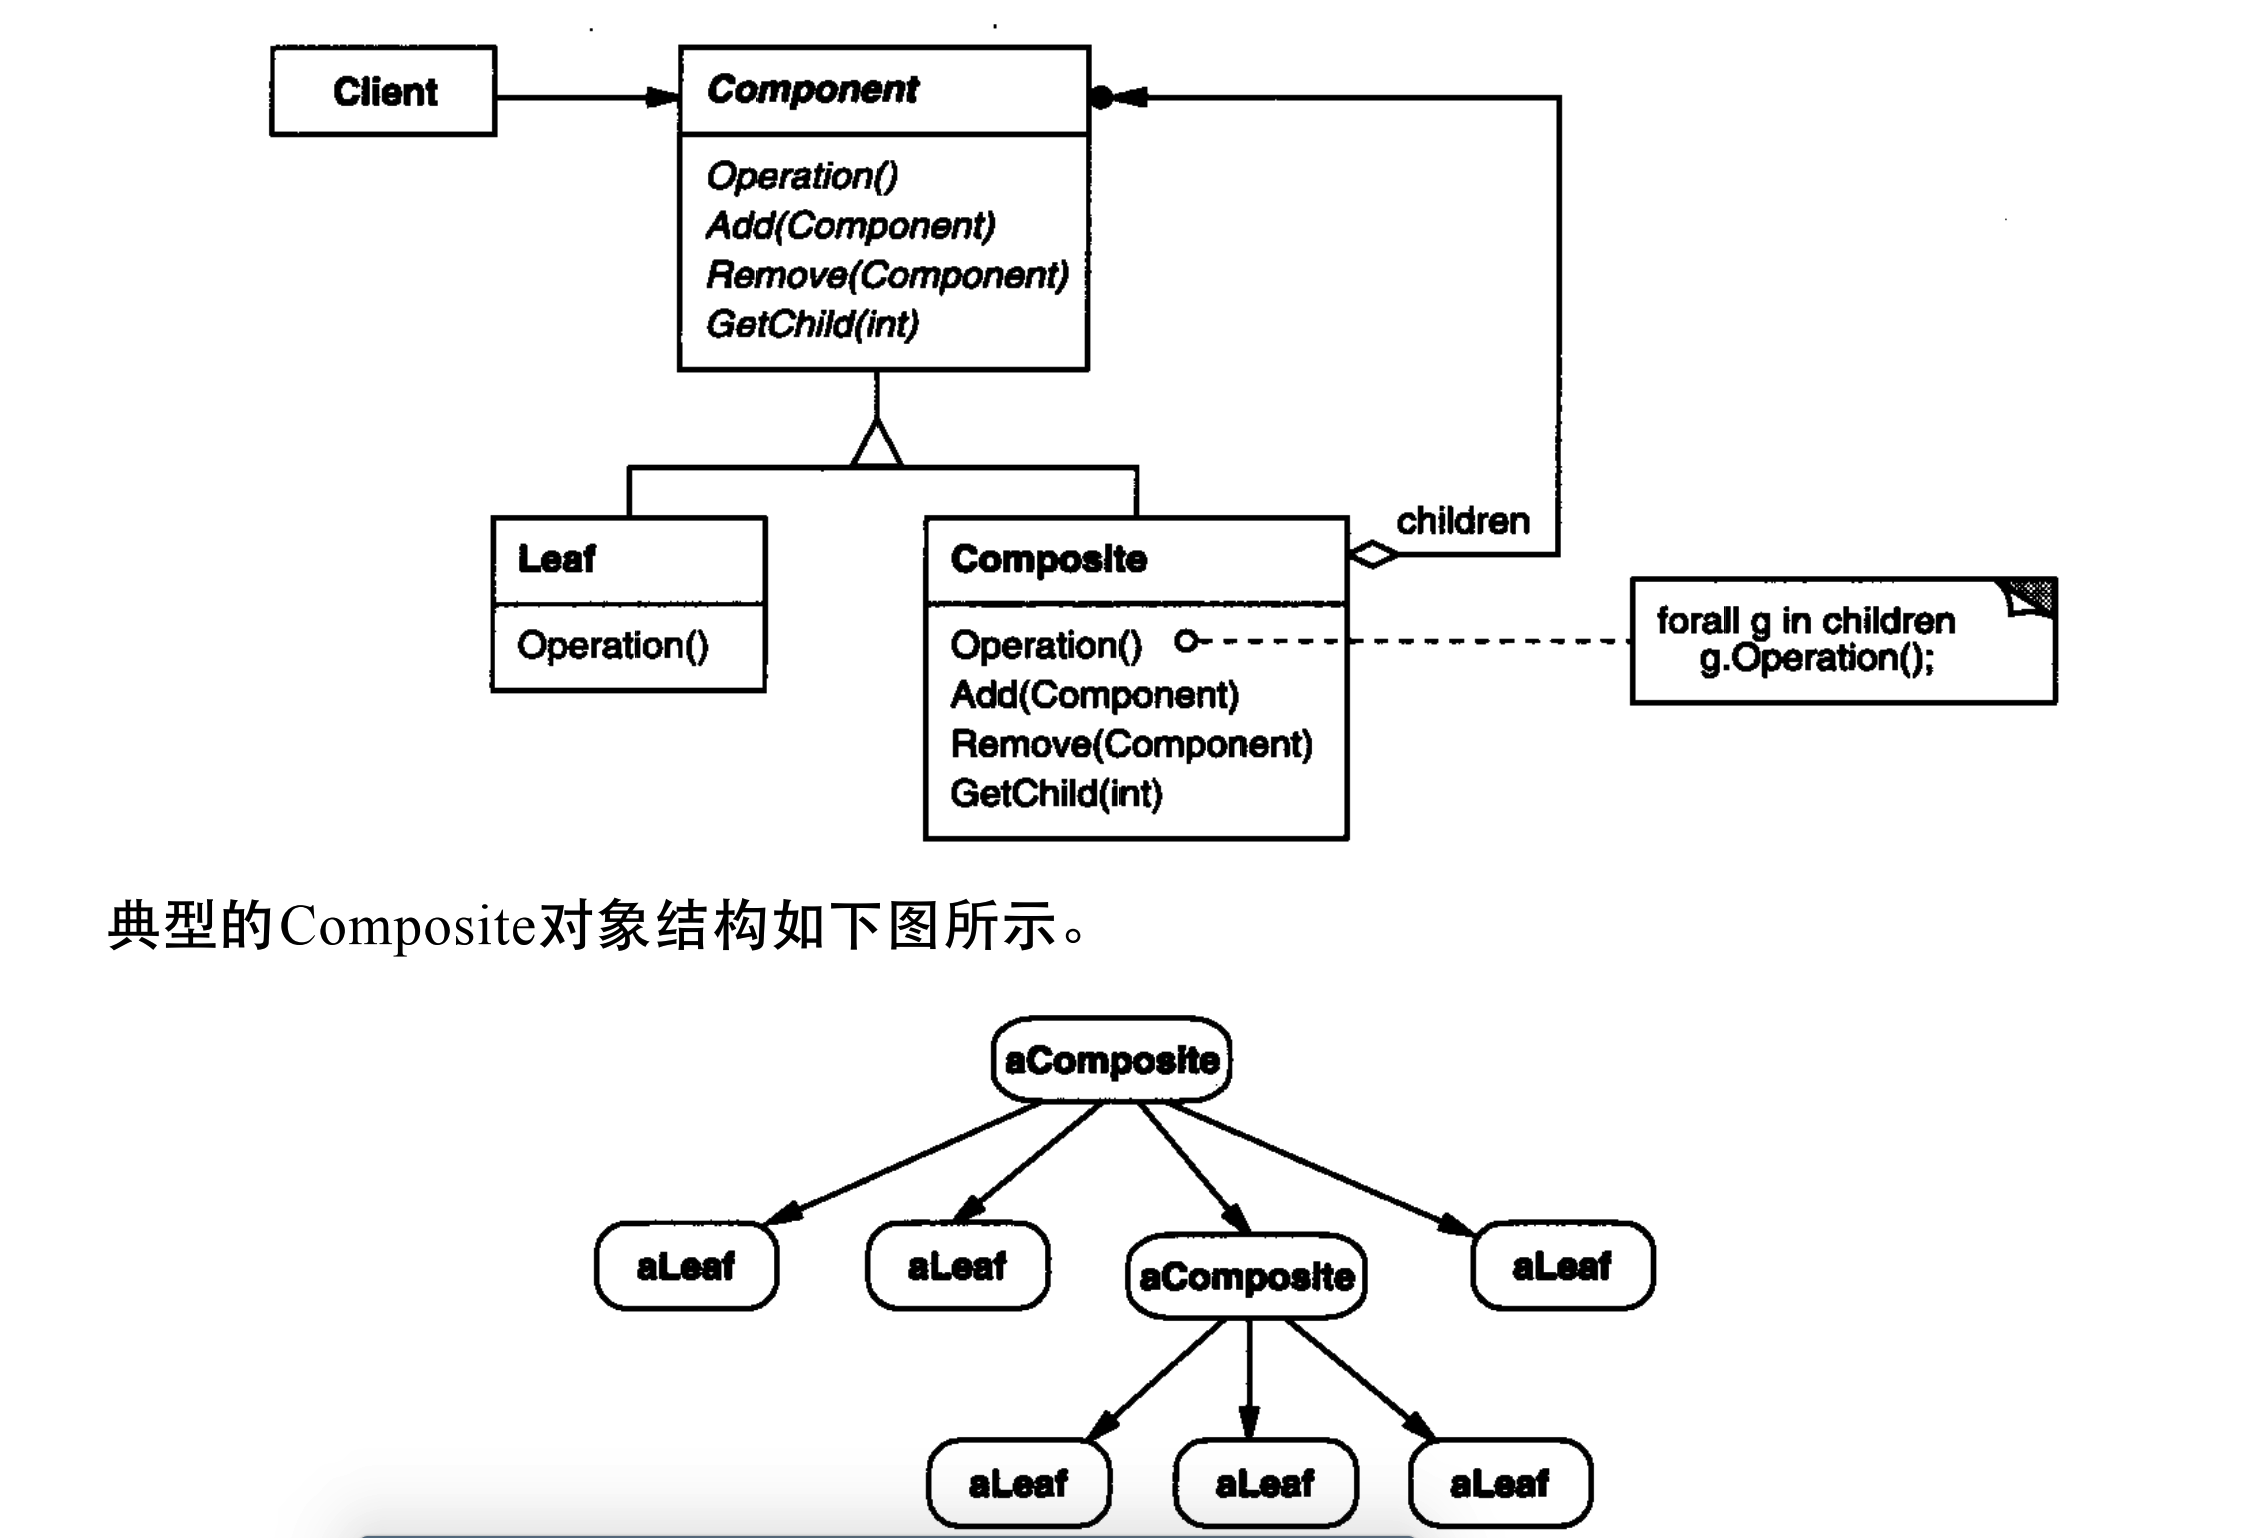 Client
Component
Operation()
Add(Component)
Remove(Component)
GetChild(int)
children
Leaf
Operation()
Composite
Operation()
Add(Component)
Remove(Component)
GetChild(int)
forall g in children
g.Operation();
典型的Composite对象结构如下图所示。
aComposite
aLeaf
aLeaf
aComposite
aLeaf
aLeaf
aLeaf
aLeaf